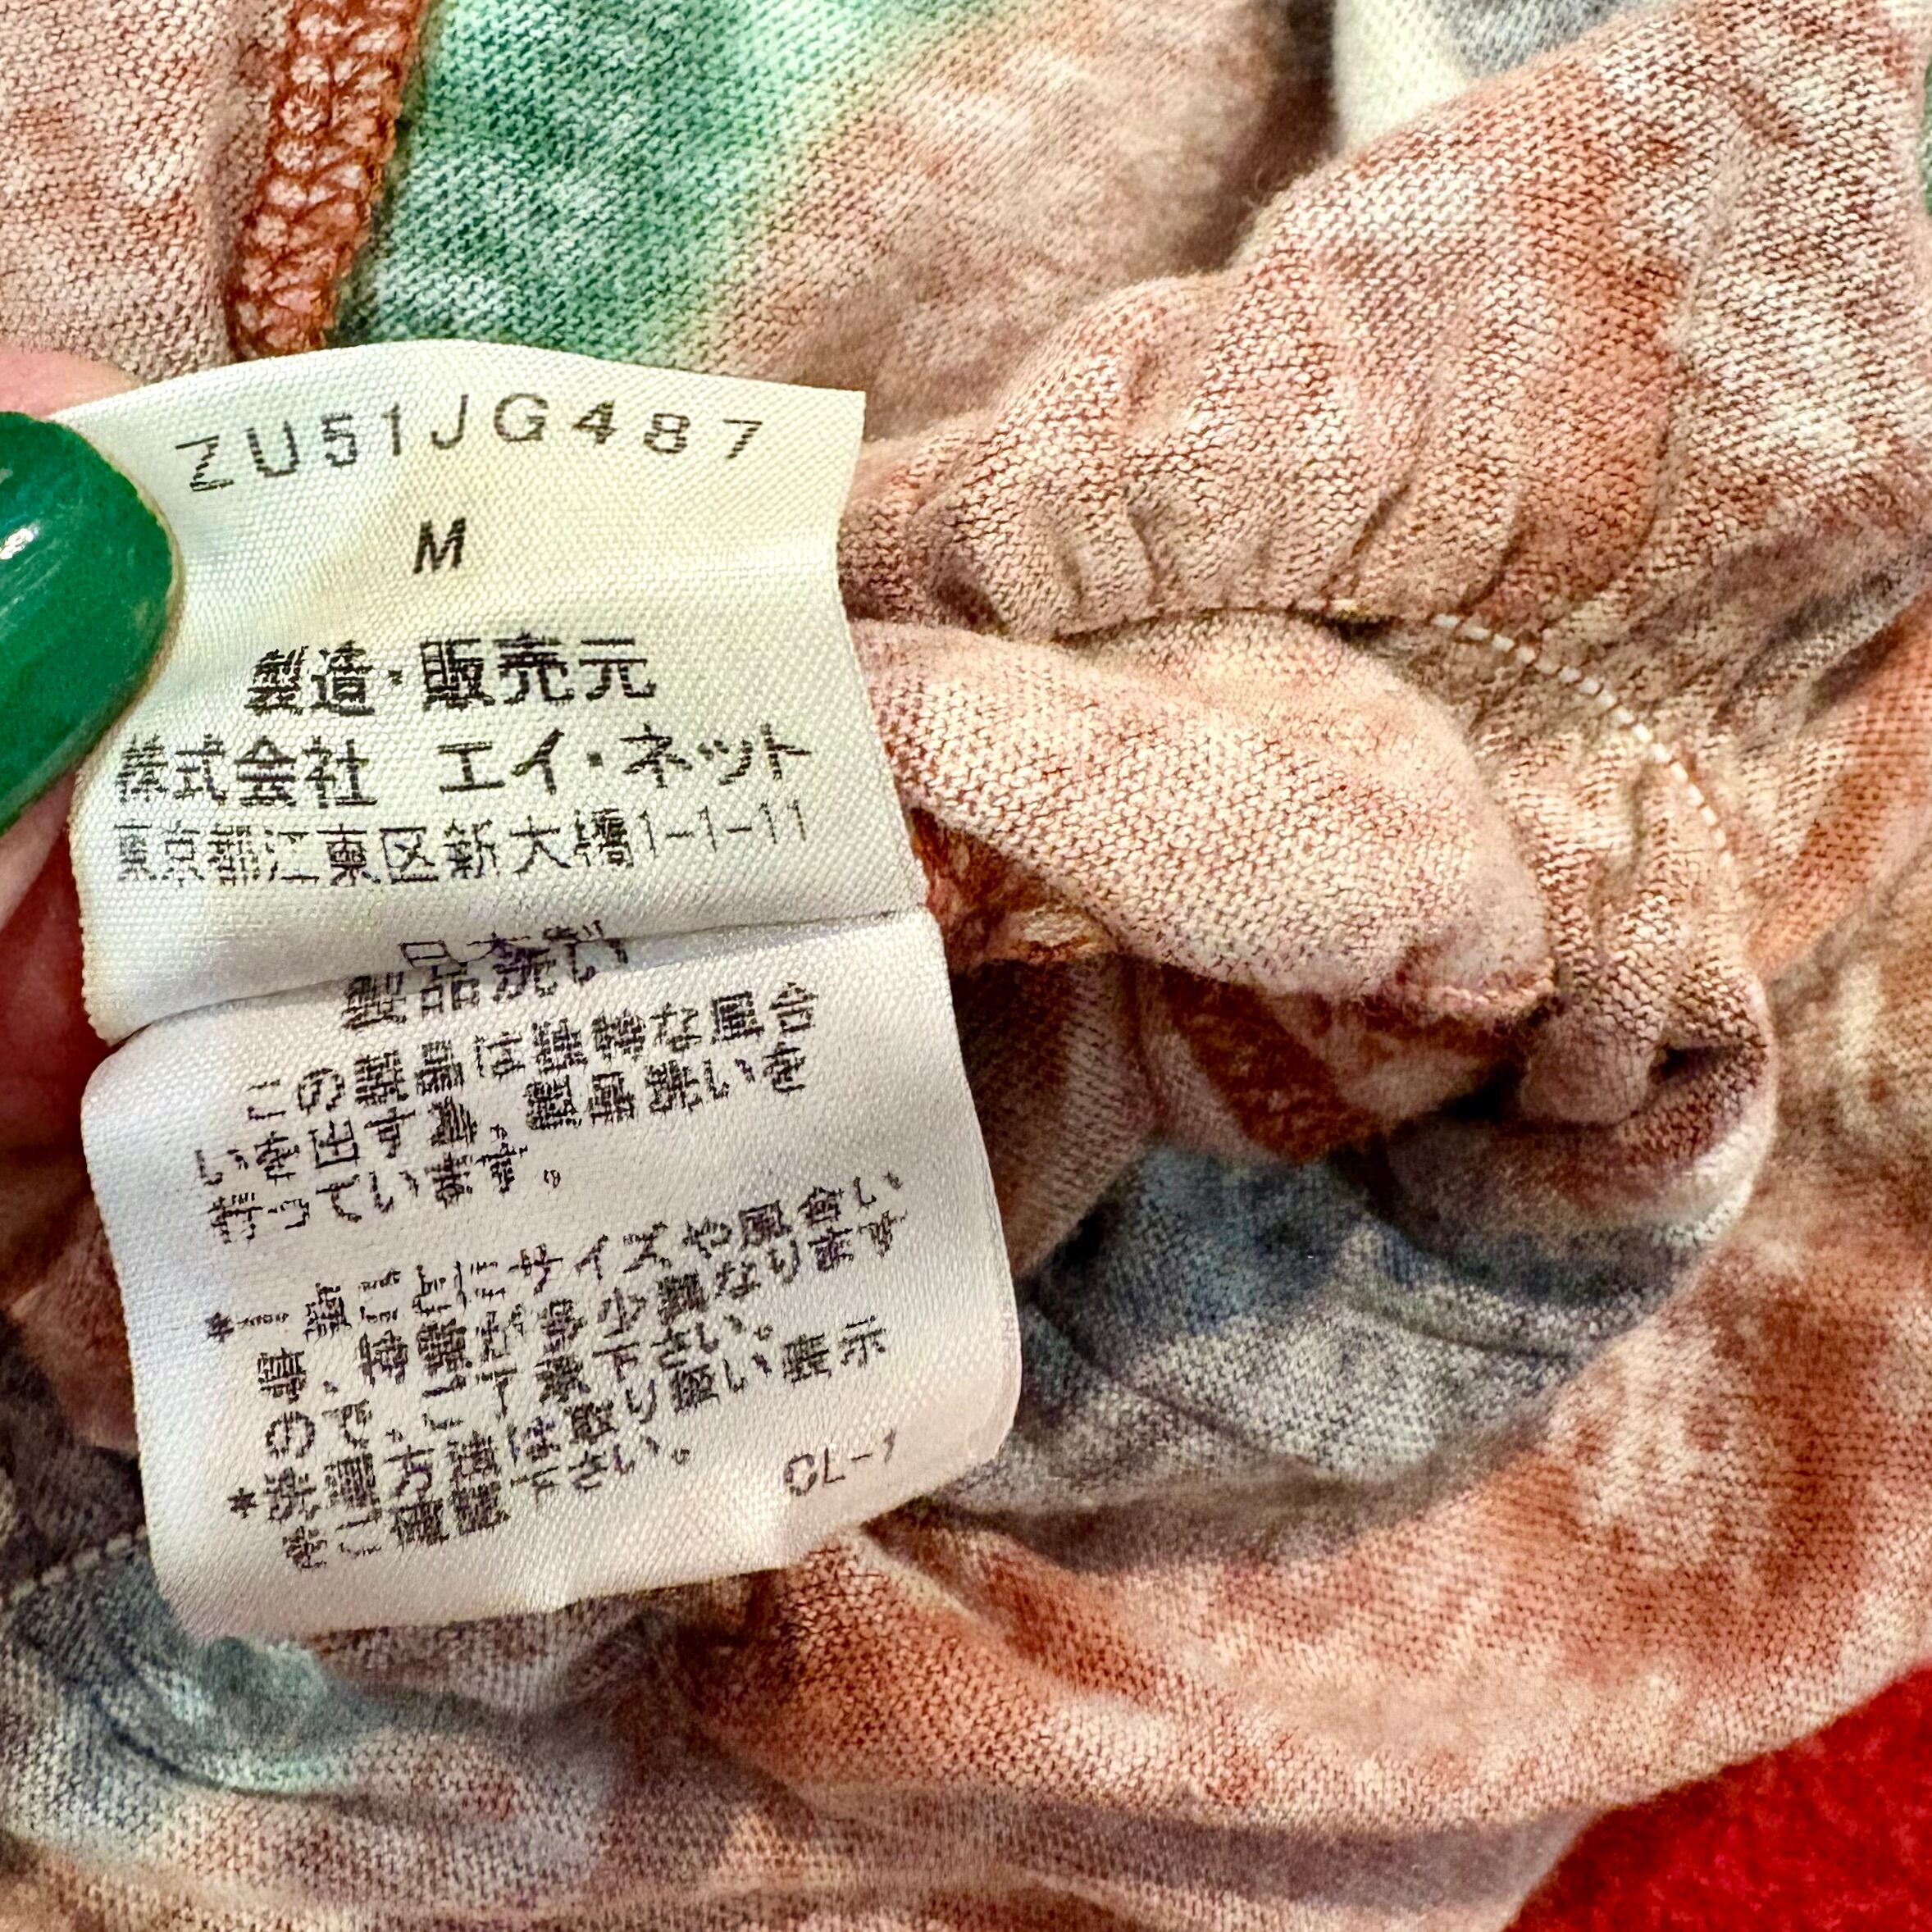 ZU51JG487
M
製造・販売元
株式会社 エイ・ネット
東京都江東区新大橋1-1-11
製品洗い
この製品は独特な風合
いを出す為、製品洗いを
行っています。
*一着ごとにサイズや風合い
が多少異なります
ので、ご了承下さい。
*洗濯方法は取り扱い表示
をご確認下さい。
CL-1